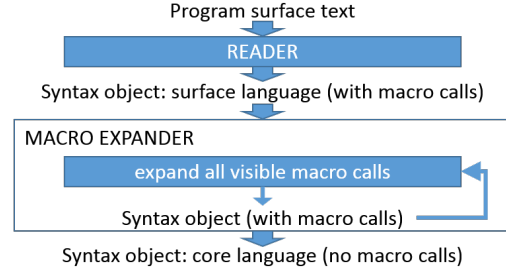 Program surface text
READER
Syntax object: surface language (with macro calls)
MACRO EXPANDER
expand all visible macro calls
Syntax object (with macro calls)
Syntax object: core language (no macro calls)